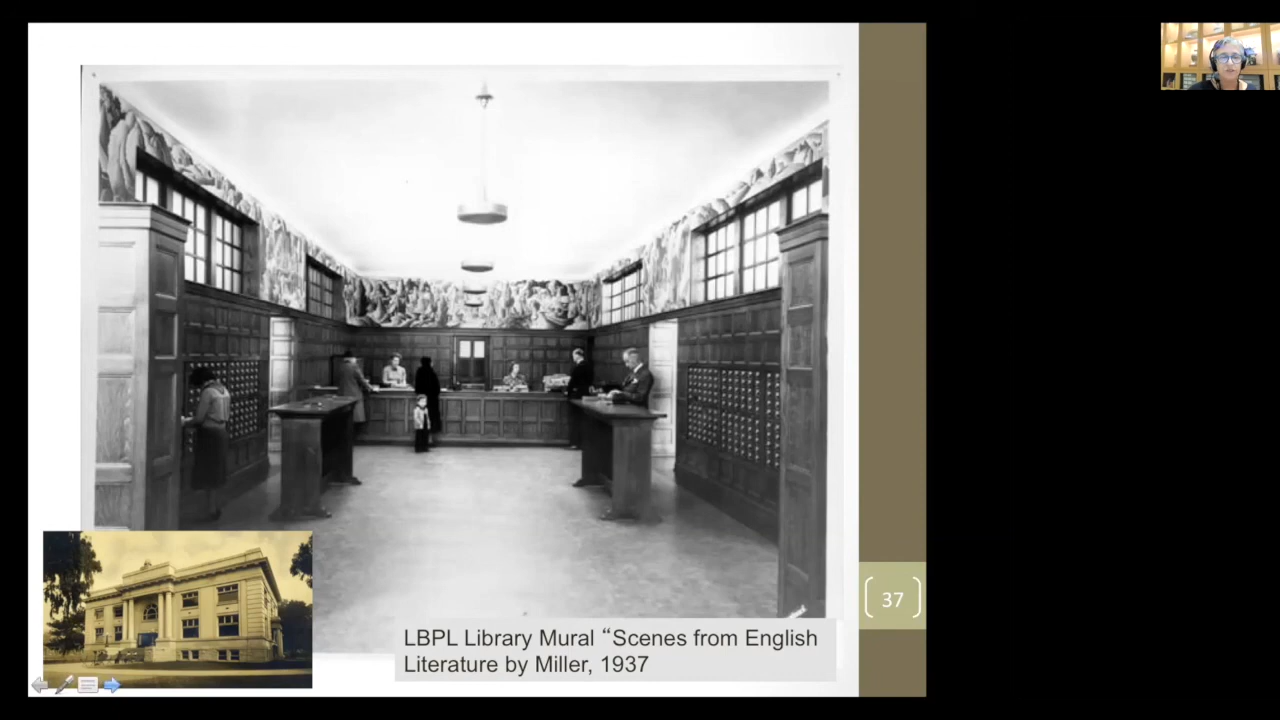 37
LBPL Library Mural “Scenes from English
Literature by Miller, 1937